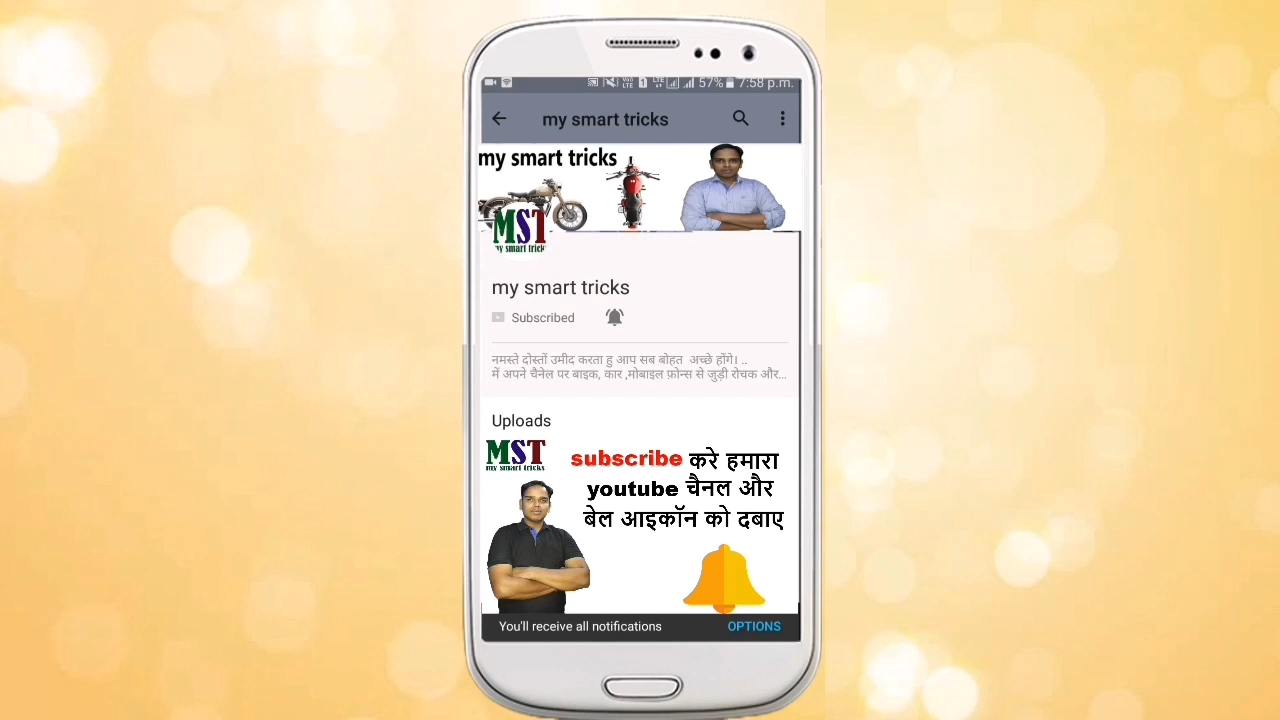 57% 7:58 p.m.
my smart tricks
my smart tricks
MST
my smart trick
my smart tricks
Subscribed
नमस्ते दोस्तों उमीद करता हु आप सब बोहत अच्छे होंगे। ..
में अपने चैनेल पर बाइक, कार ,मोबाइल फ़ोन्स से जुड़ी रोचक और...
Uploads
MST
my smart tricks
subscribe करे हमारा
youtube चैनल और
बेल आइकॉन को दबाए
You'll receive all notifications OPTIONS